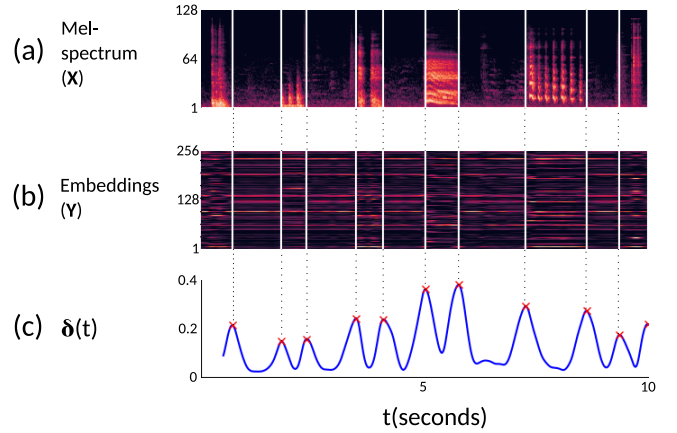 128
(a) Mel-
spectrum
(X)
64
1
256
(b) Embeddings
(Y)
128
1
0.4
(c) δ(t)
0.2
0
5
10
t(seconds)